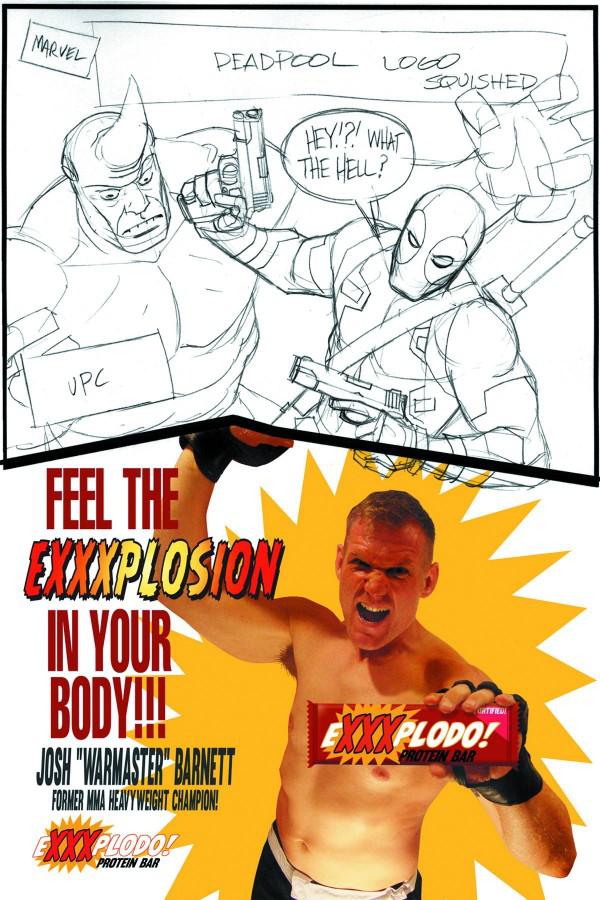 MARVEL
DEADPOOL LOGO
SQUISHED
HEY!?! WHAT
THE HELL?
UPC
FEEL THE
EXXXPLOSION
IN YOUR
BODY!!!
JOSH "WARMASTER" BARNETT
FORMER MMA HEAVYWEIGHT CHAMPION!
EXXXPLODO!
PROTEIN BAR
EXXXPLODO!
PROTEIN BAR